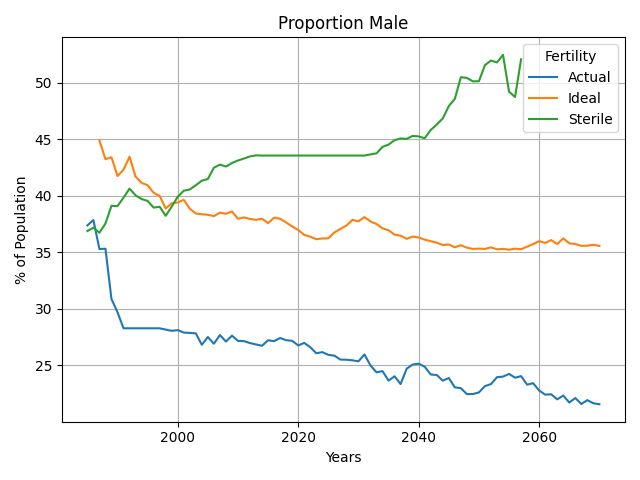 Proportion Male
Fertility
Actual
Ideal
Sterile
% of Population
50
45
40
35
30
25
2000
2020
2040
2060
Years